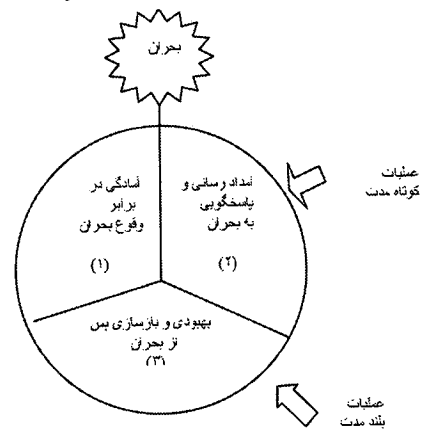 بحران
آمادگی در
برابر
وقوع بحران
(۱)
امداد رسانی و
پاسخگویی
به بحران
(۲)
بهبودی و بازسازی پس
از بحران
(۳)
عملیات
کوتاه مدت
عملیات
بلند مدت